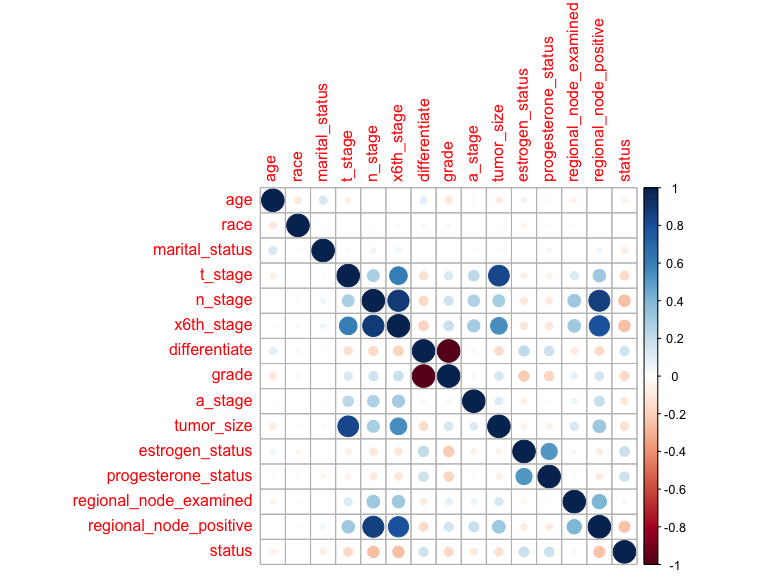 age
race
marital_status
t_stage
n_stage
x6th_stage
differentiate
grade
a_stage
tumor_size
estrogen_status
progesterone_status
regional_node_examined
regional_node_positive
status
age
race
marital_status
t_stage
n_stage
x6th_stage
differentiate
grade
a_stage
tumor_size
estrogen_status
progesterone_status
regional_node_examined
regional_node_positive
status
1
0.8
0.6
0.4
0.2
0
-0.2
-0.4
-0.6
-0.8
-1